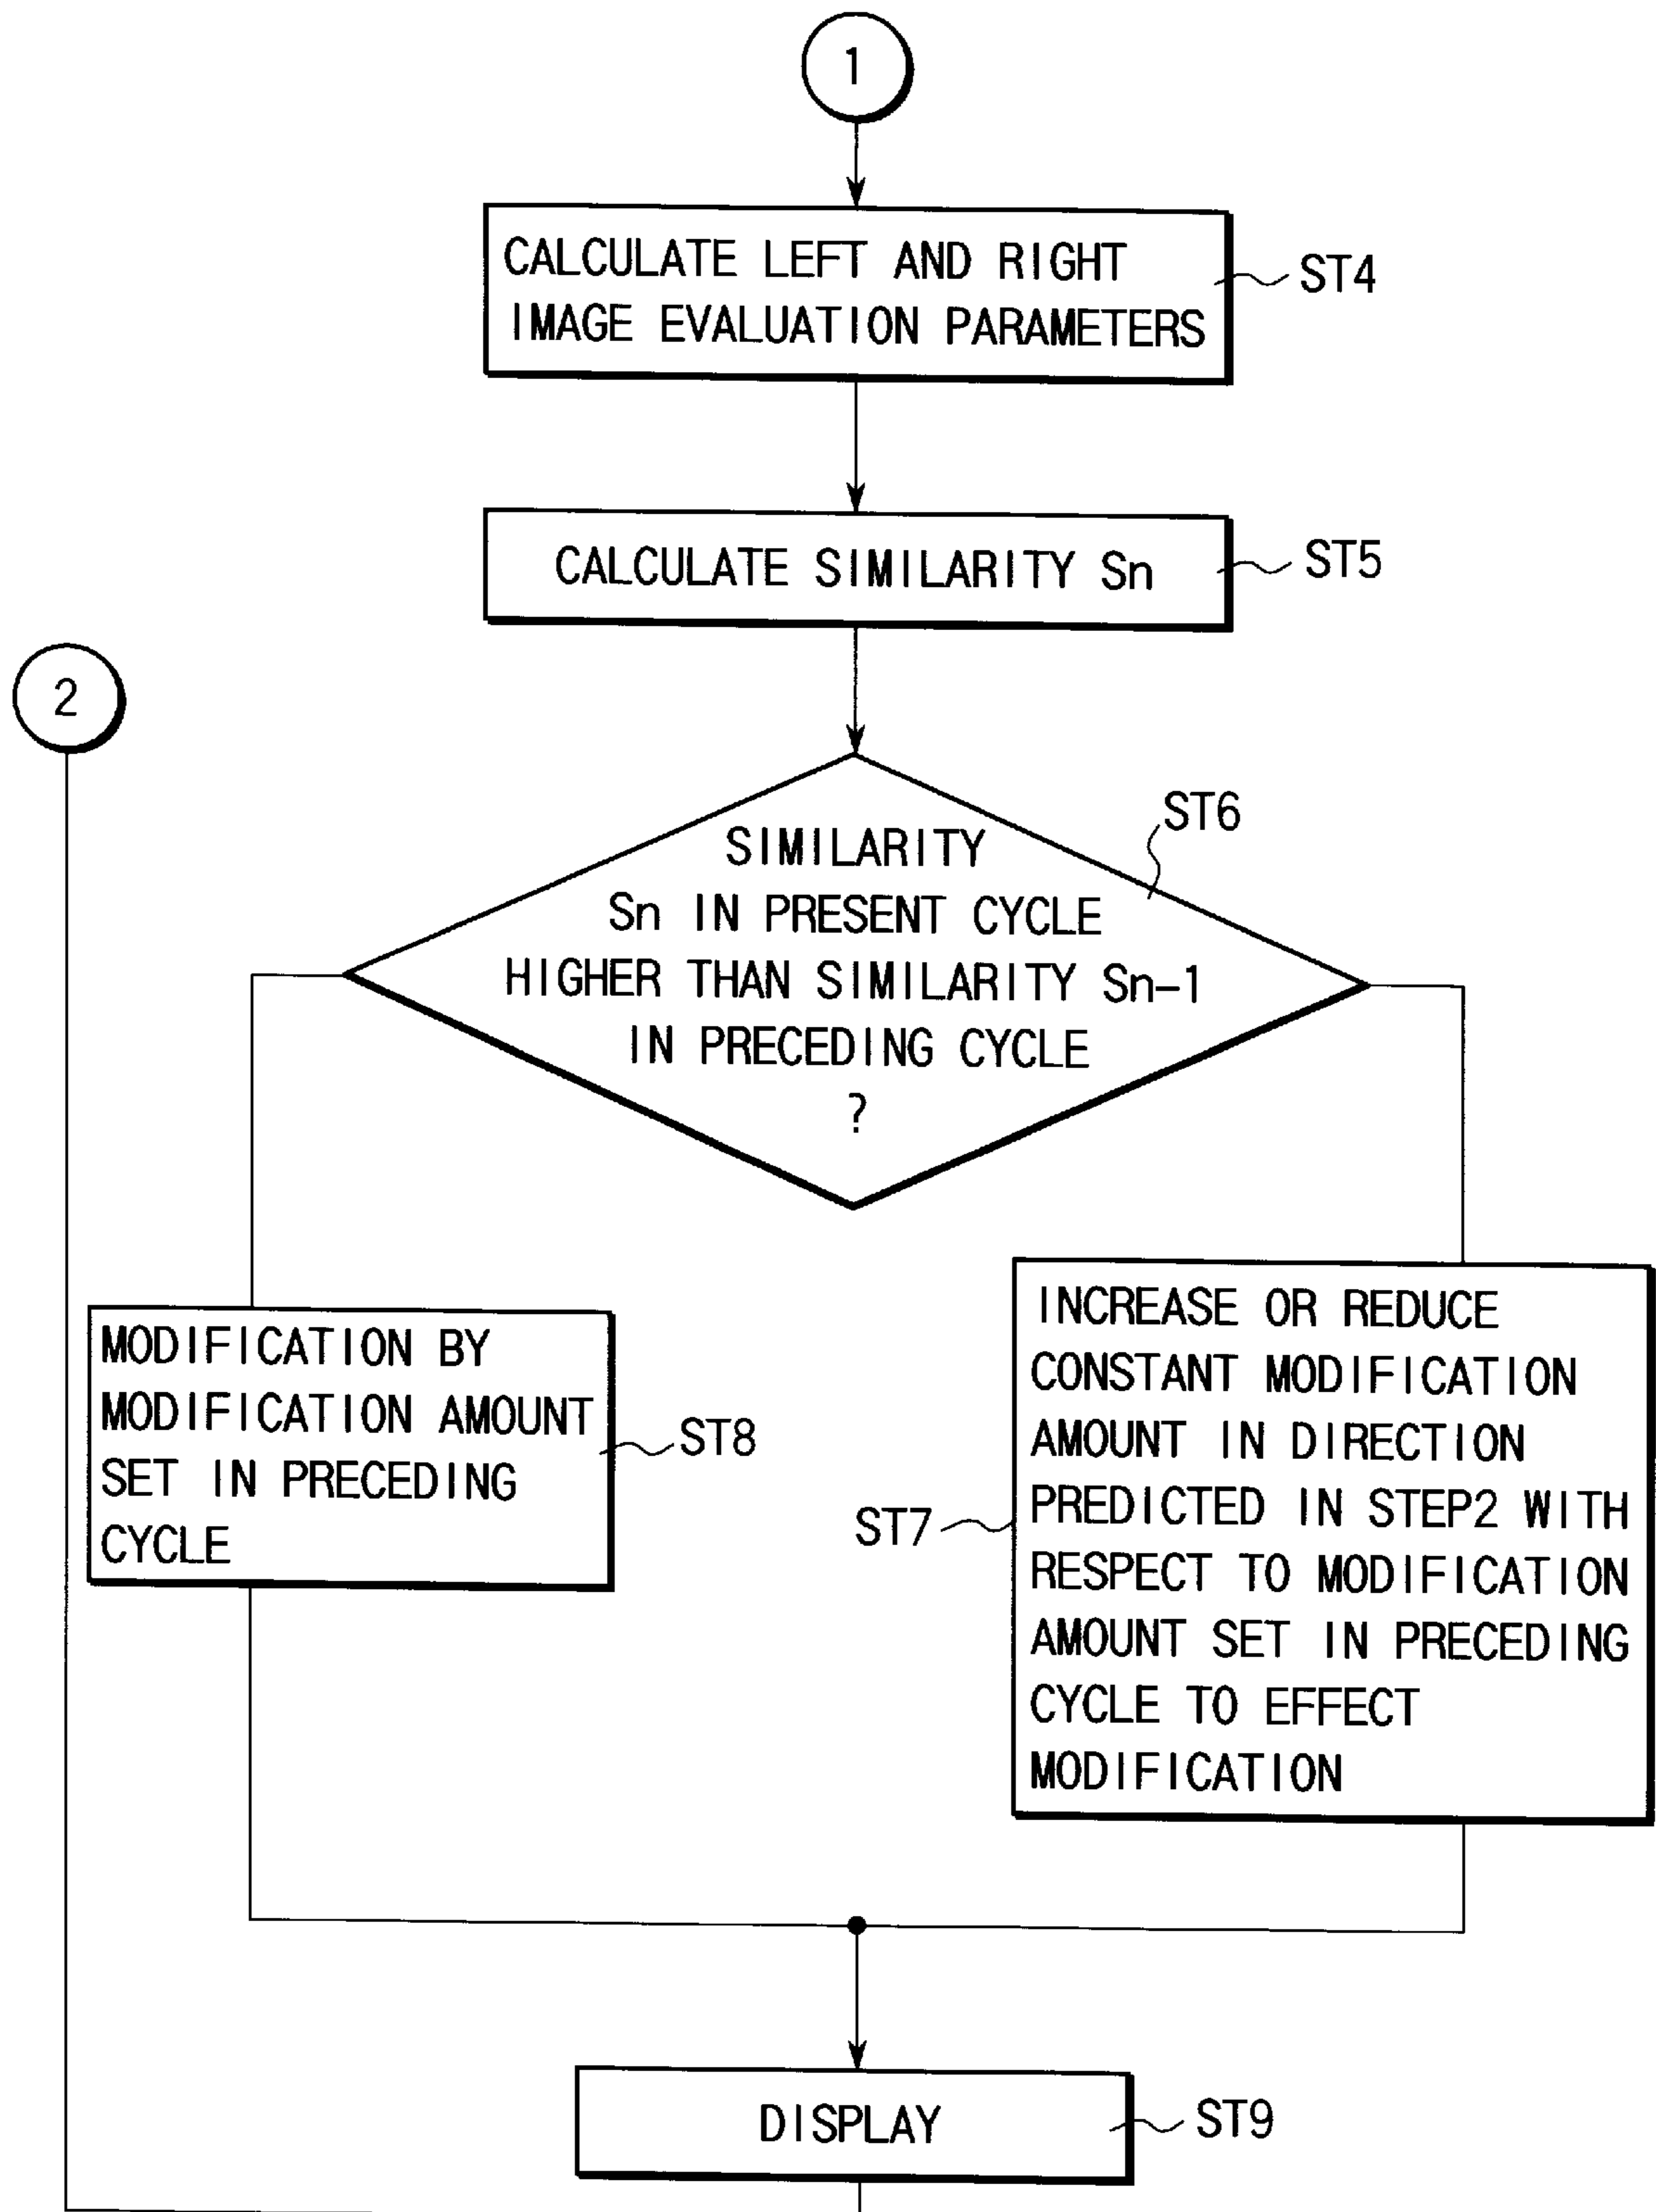 1
CALCULATE LEFT AND RIGHT
IMAGE EVALUATION PARAMETERS
ST4
CALCULATE SIMILARITY Sn
ST5
2
SIMILARITY
Sn IN PRESENT CYCLE
HIGHER THAN SIMILARITY Sn-1
IN PRECEDING CYCLE
?
ST6
MODIFICATION BY
MODIFICATION AMOUNT
SET IN PRECEDING
CYCLE
ST8
INCREASE OR REDUCE
CONSTANT MODIFICATION
AMOUNT IN DIRECTION
PREDICTED IN STEP2 WITH
RESPECT TO MODIFICATION
AMOUNT SET IN PRECEDING
CYCLE TO EFFECT
MODIFICATION
ST7
DISPLAY
ST9